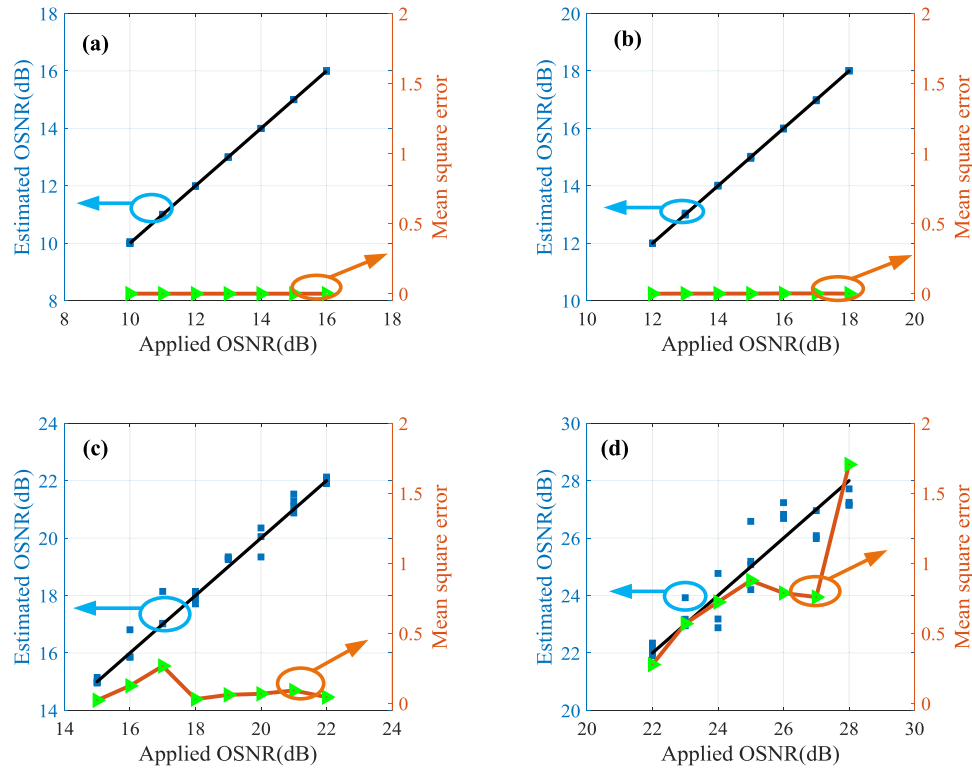 (a)
Estimated OSNR(dB)
18
16
14
12
10
8
8 10 12 14 16 18
Applied OSNR(dB)
2
1.5
1
0.5
0
Mean square error
(b)
Estimated OSNR(dB)
20
18
16
14
12
10
10 12 14 16 18 20
Applied OSNR(dB)
2
1.5
1
0.5
0
Mean square error
(c)
Estimated OSNR(dB)
24
22
20
18
16
14
14 16 18 20 22 24
Applied OSNR(dB)
2
1.5
1
0.5
0
Mean square error
(d)
Estimated OSNR(dB)
30
28
26
24
22
20
20 22 24 26 28 30
Applied OSNR(dB)
2
1.5
1
0.5
0
Mean square error